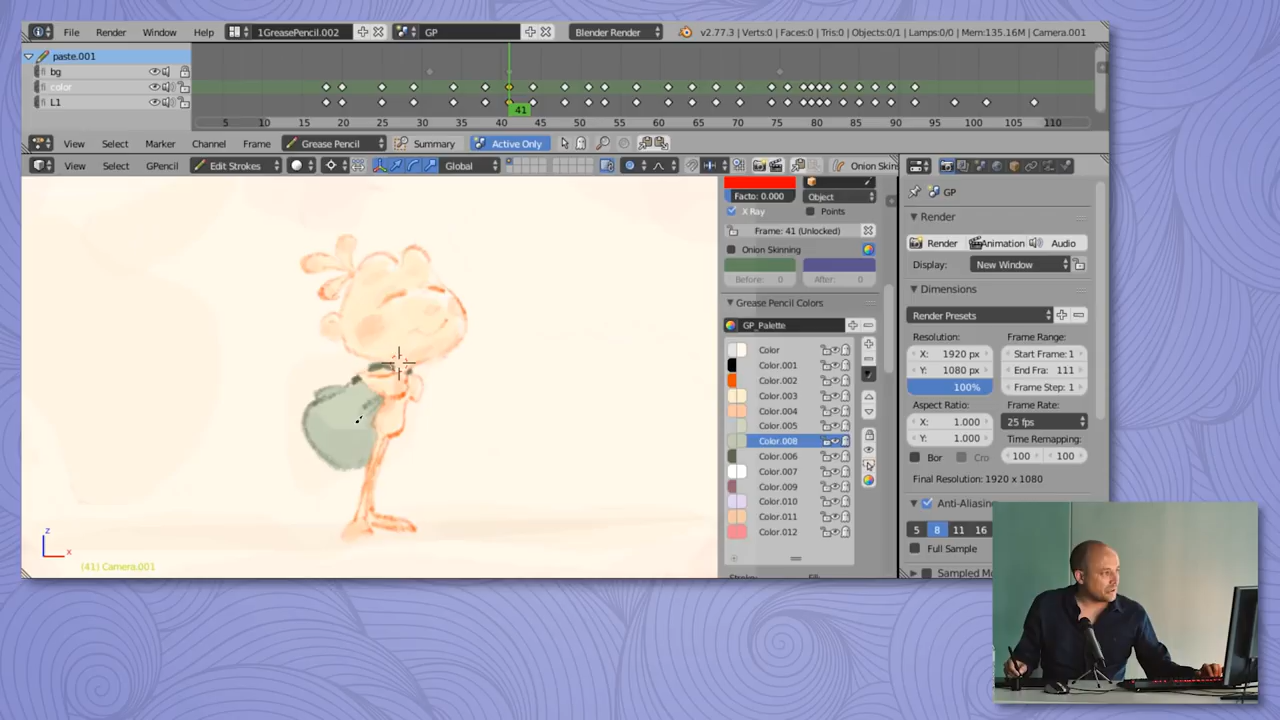 File Render Window Help 1GreasePencil.002 GP Blender Render v2.77.3 | Verts:0 | Faces:0 | Tris:0 | Objects:0/1 | Lamps:0/0 | Mem:135.16M | Camera.001
paste.001
bg
color
L1
41
5 10 15 20 25 30 35 40 45 50 55 60 65 70 75 80 85 90 95 100 105 110
View Select Marker Channel Frame Grease Pencil Summary Active Only
View Select GPencil Edit Strokes Global Onion Skin
Facto: 0.000 Object
X Ray Points
Frame: 41 (Unlocked)
Onion Skinning
Before: 0 After: 0
Grease Pencil Colors
GP_Palette
Color
Color.001
Color.002
Color.003
Color.004
Color.005
Color.008
Color.006
Color.007
Color.009
Color.010
Color.011
Color.012
GP
Render
Render Animation Audio
Display: New Window
Dimensions
Render Presets
Resolution: Frame Range:
X: 1920 px Start Frame: 1
Y: 1080 px End Fra: 111
100% Frame Step: 1
Aspect Ratio: Frame Rate:
X: 1.000 25 fps
Y: 1.000 Time Remapping:
Bor Cro 100 100
Final Resolution: 1920 x 1080
Anti-Aliasing
5 8 11 16
Full Sample
Sampled Mo
z
x
(41) Camera.001